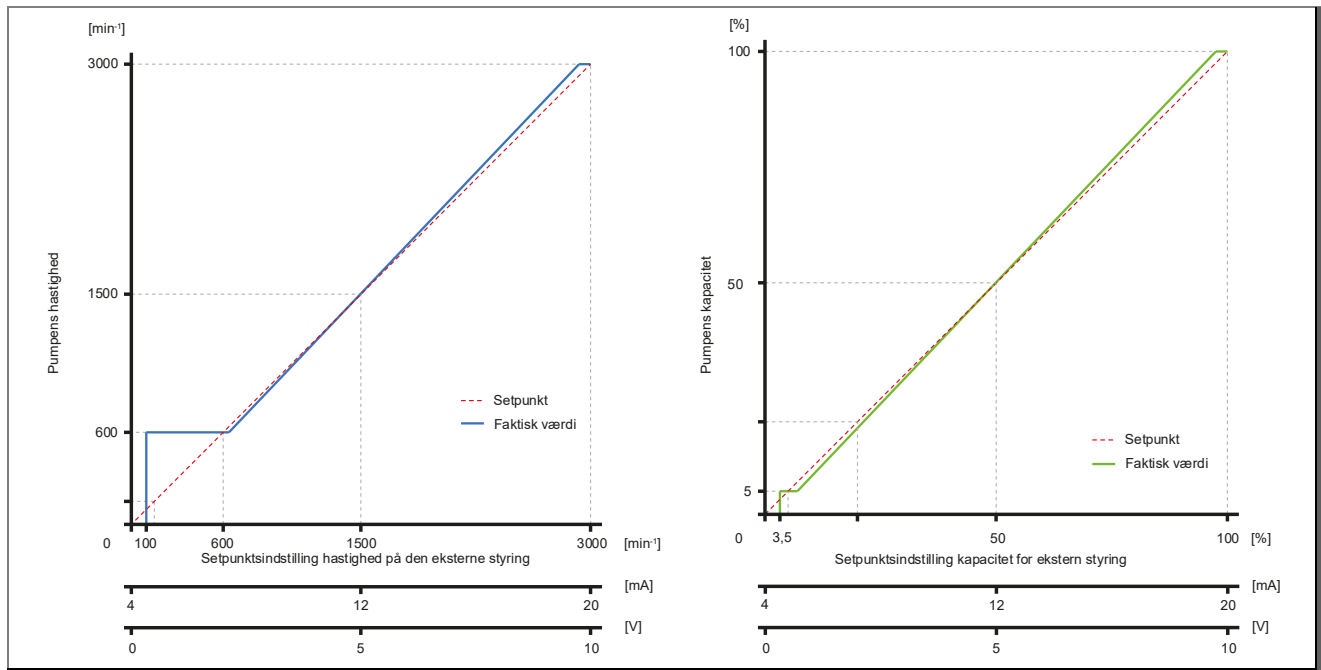 [min-1]
3000
1500
600
Pumpens hastighed
Setpunkt
Faktisk værdi
0 100 600 1500 3000 [min-1]
Setpunktsindstilling hastighed på den eksterne styring
[mA]
4 12 20
[V]
0 5 10
[%]
100
50
5
Pumpens kapacitet
Setpunkt
Faktisk værdi
0 3,5 50 100 [%]
Setpunktsindstilling kapacitet for ekstern styring
[mA]
4 12 20
[V]
0 5 10